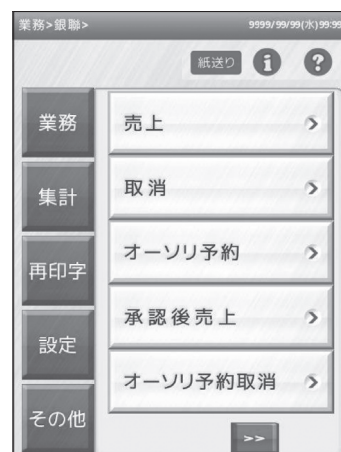 業務>銀聯>
9999/99/99(水)99:99
紙送り
i
?
業務
集計
再印字
設定
その他
売上
取消
オーソリ予約
承認後売上
オーソリ予約取消
>>